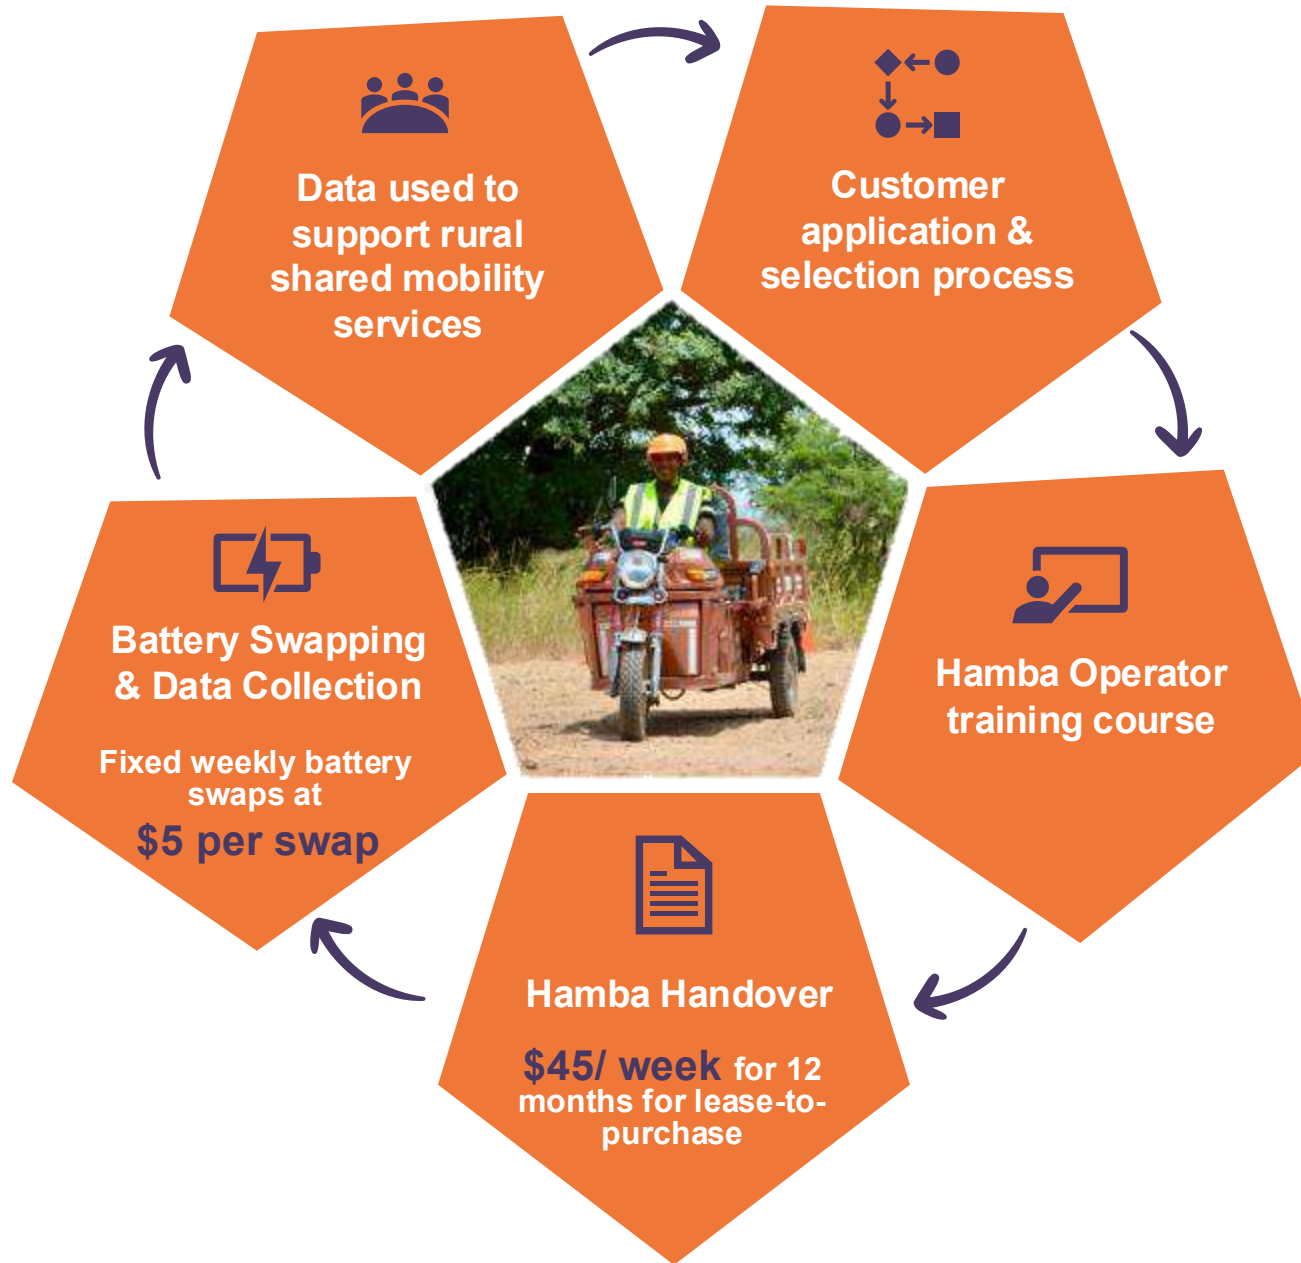 Data used to
support rural
shared mobility
services
Customer
application &
selection process
Hamba Operator
training course
Hamba Handover
$45/ week for 12
months for lease-to-
purchase
Battery Swapping
& Data Collection
Fixed weekly battery
swaps at
$5 per swap